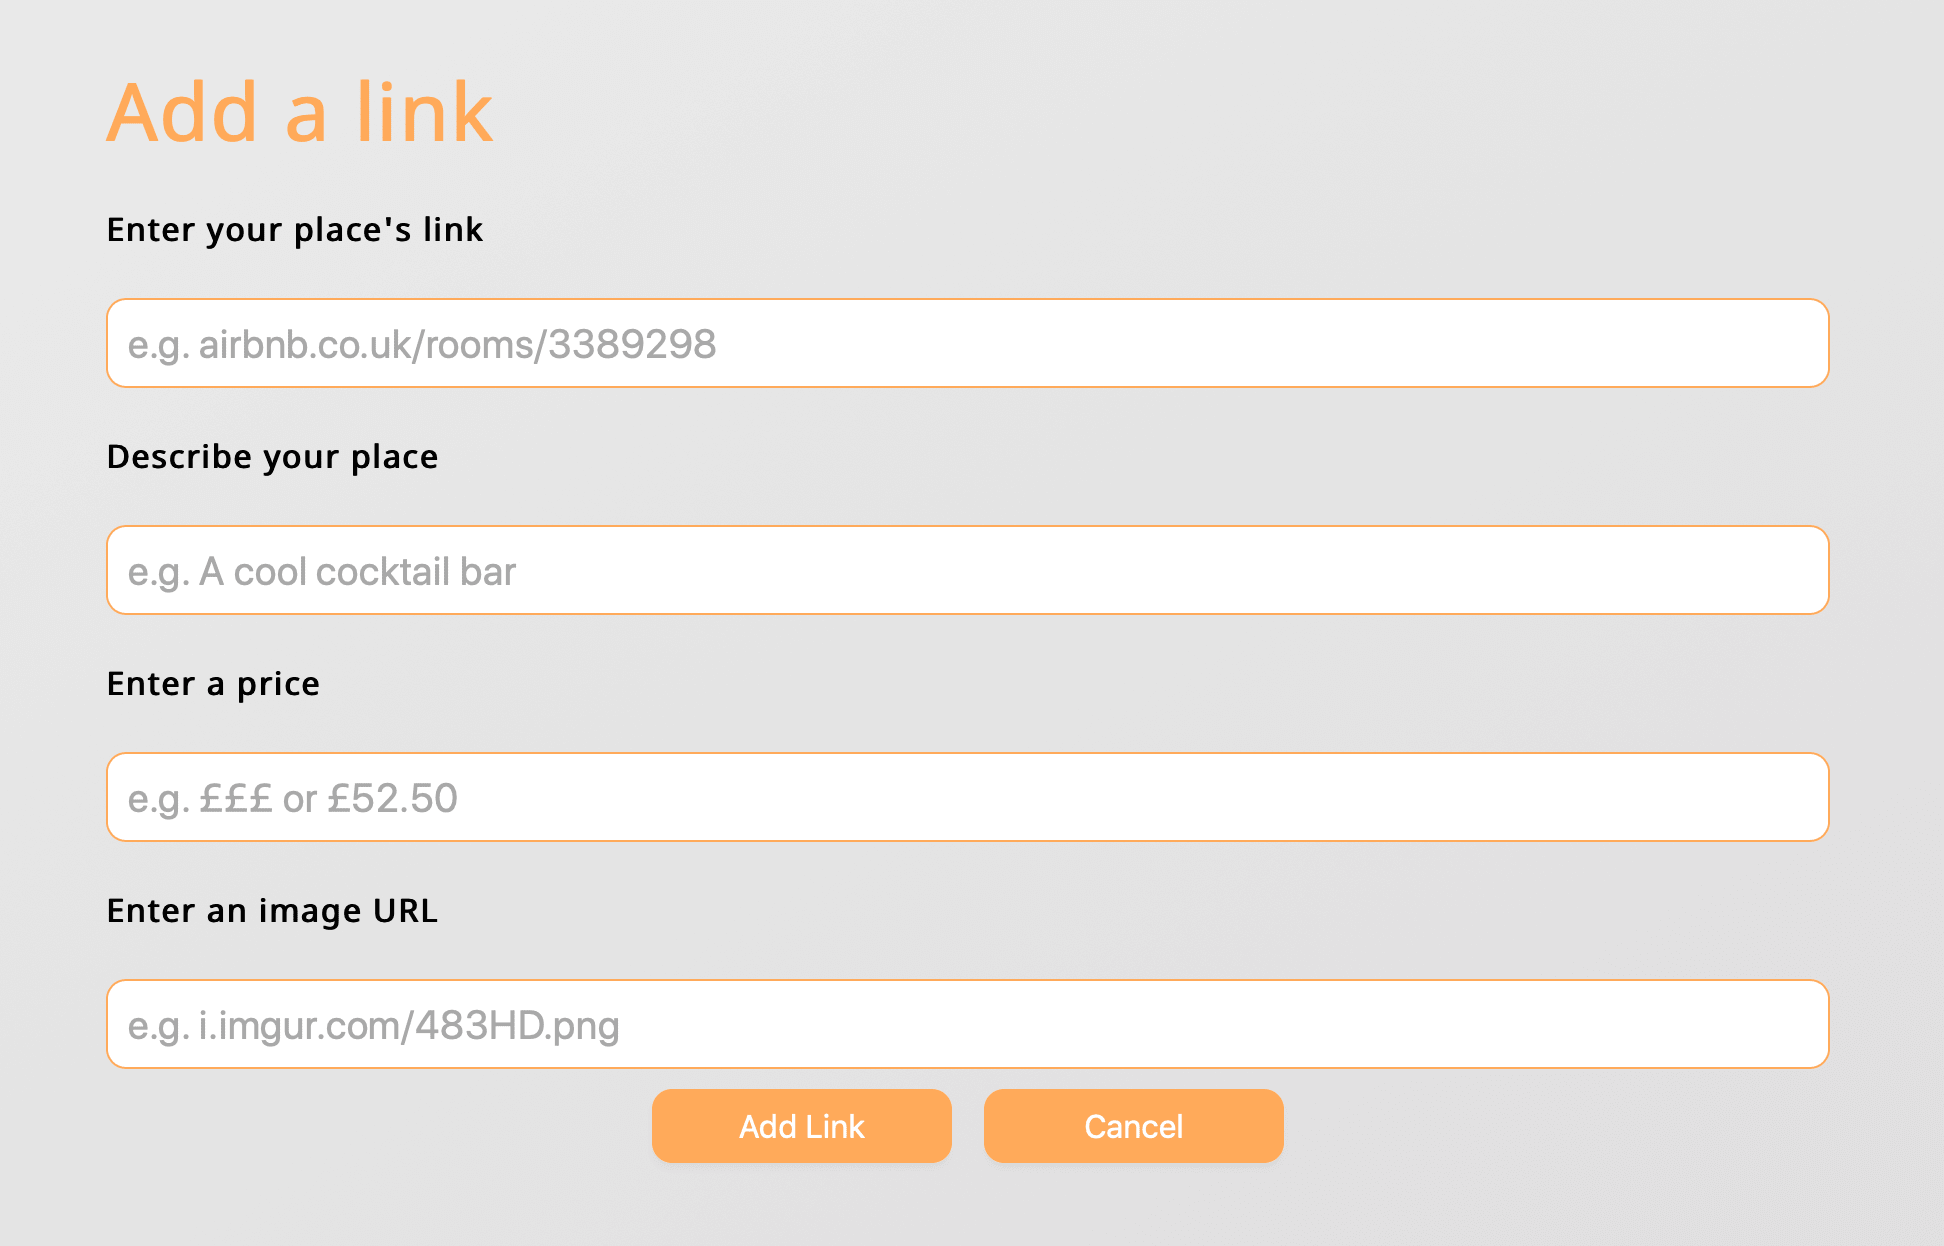 Add a link
Enter your place's link
e.g. airbnb.co.uk/rooms/3389298
Describe your place
e.g. A cool cocktail bar
Enter a price
e.g. £££ or £52.50
Enter an image URL
e.g. i.imgur.com/483HD.png
Add Link
Cancel